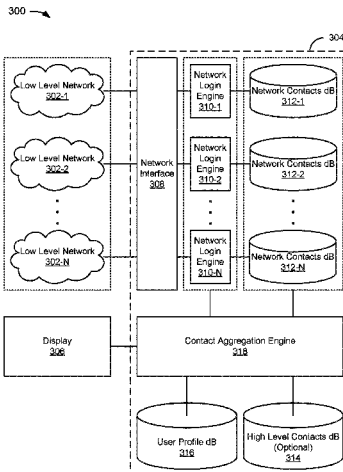 300
304
Low Level Network
302-1
Network
Login
Engine
310-1
Network Contacts dB
312-1
Low Level Network
302-2
Network
Interface
308
Network
Login
Engine
310-2
Network Contacts dB
312-2
Low Level Network
302-N
Network
Login
Engine
310-N
Network Contacts dB
312-N
Display
306
Contact Aggregation Engine
318
User Profile dB
316
High Level Contacts dB
(Optional)
314